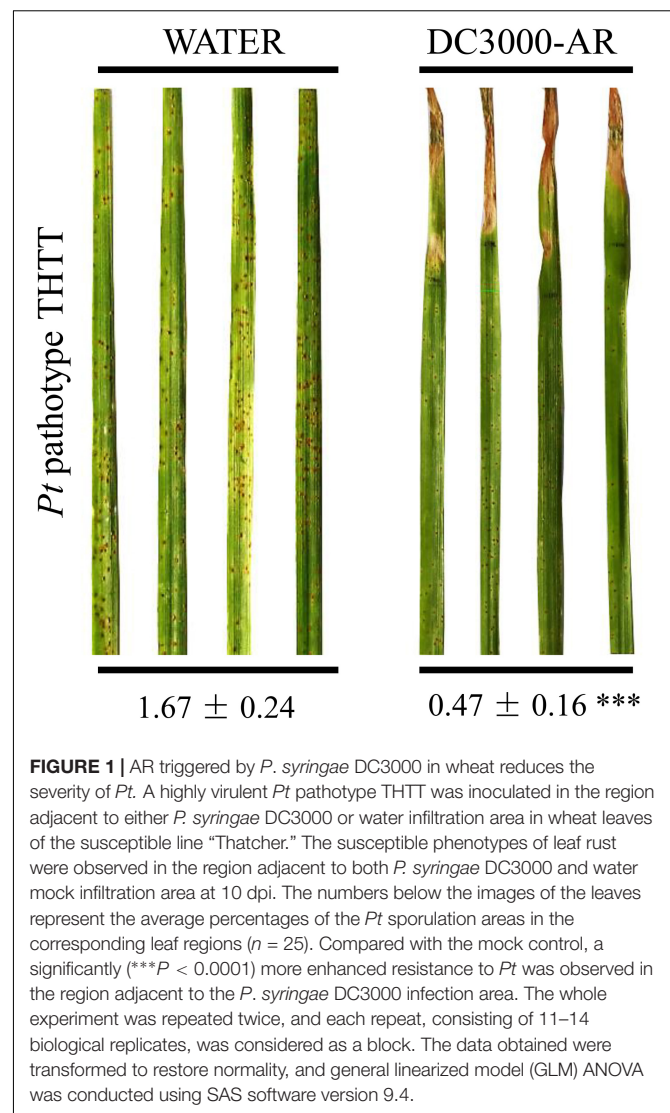 WATER
DC3000-AR
Pt pathotype THTT
1.67 ± 0.24
0.47 ± 0.16 ***
FIGURE 1 | AR triggered by P. syringae DC3000 in wheat reduces the
severity of Pt. A highly virulent Pt pathotype THTT was inoculated in the region
adjacent to either P. syringae DC3000 or water infiltration area in wheat leaves
of the susceptible line “Thatcher.” The susceptible phenotypes of leaf rust
were observed in the region adjacent to both P. syringae DC3000 and water
mock infiltration area at 10 dpi. The numbers below the images of the leaves
represent the average percentages of the Pt sporulation areas in the
corresponding leaf regions (n = 25). Compared with the mock control, a
significantly (***P < 0.0001) more enhanced resistance to Pt was observed in
the region adjacent to the P. syringae DC3000 infection area. The whole
experiment was repeated twice, and each repeat, consisting of 11–14
biological replicates, was considered as a block. The data obtained were
transformed to restore normality, and general linearized model (GLM) ANOVA
was conducted using SAS software version 9.4.